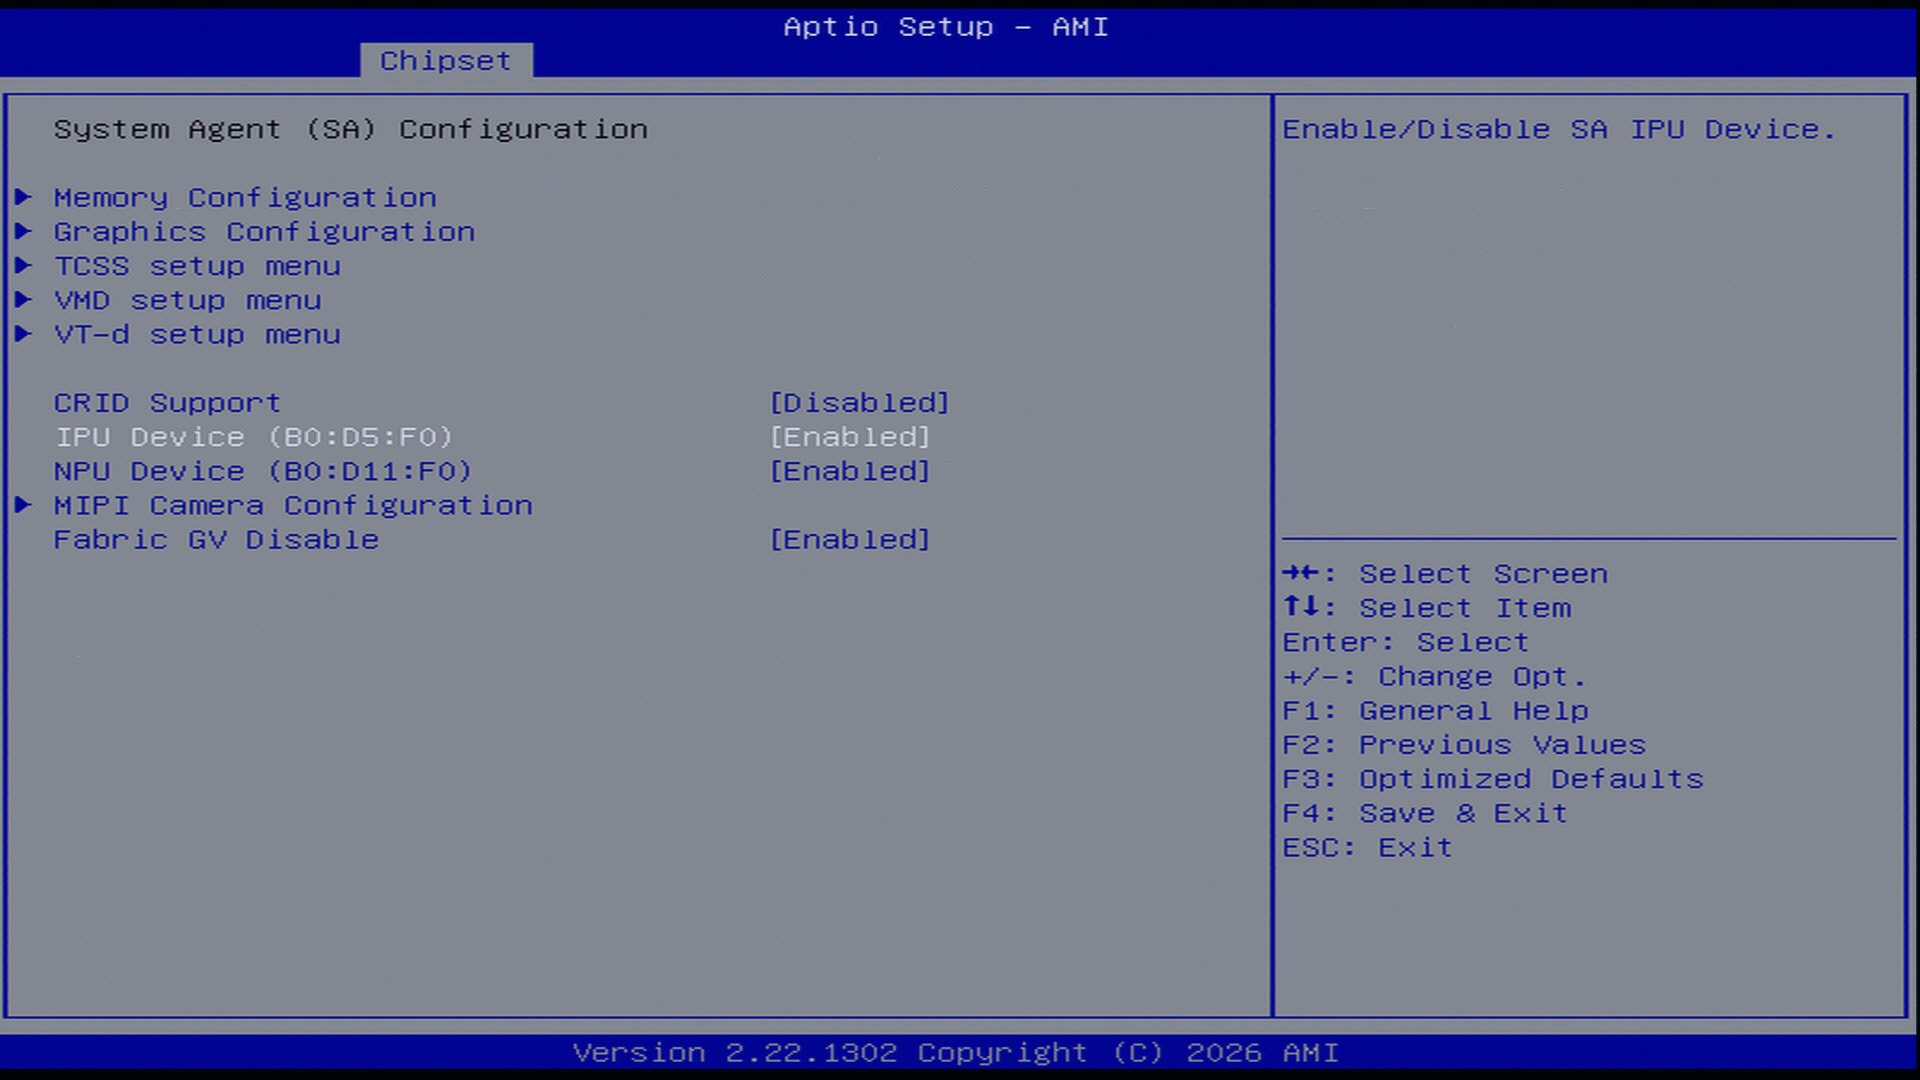 Aptio Setup - AMI
Chipset
System Agent (SA) Configuration
Enable/Disable SA IPU Device.
▶ Memory Configuration
▶ Graphics Configuration
▶ TCSS setup menu
▶ VMD setup menu
▶ VT-d setup menu
CRID Support [Disabled]
IPU Device (B0:D5:F0) [Enabled]
NPU Device (B0:D11:F0) [Enabled]
▶ MIPI Camera Configuration
Fabric GV Disable [Enabled]
→←: Select Screen
↑↓: Select Item
Enter: Select
+/-: Change Opt.
F1: General Help
F2: Previous Values
F3: Optimized Defaults
F4: Save & Exit
ESC: Exit
Version 2.22.1302 Copyright (C) 2026 AMI